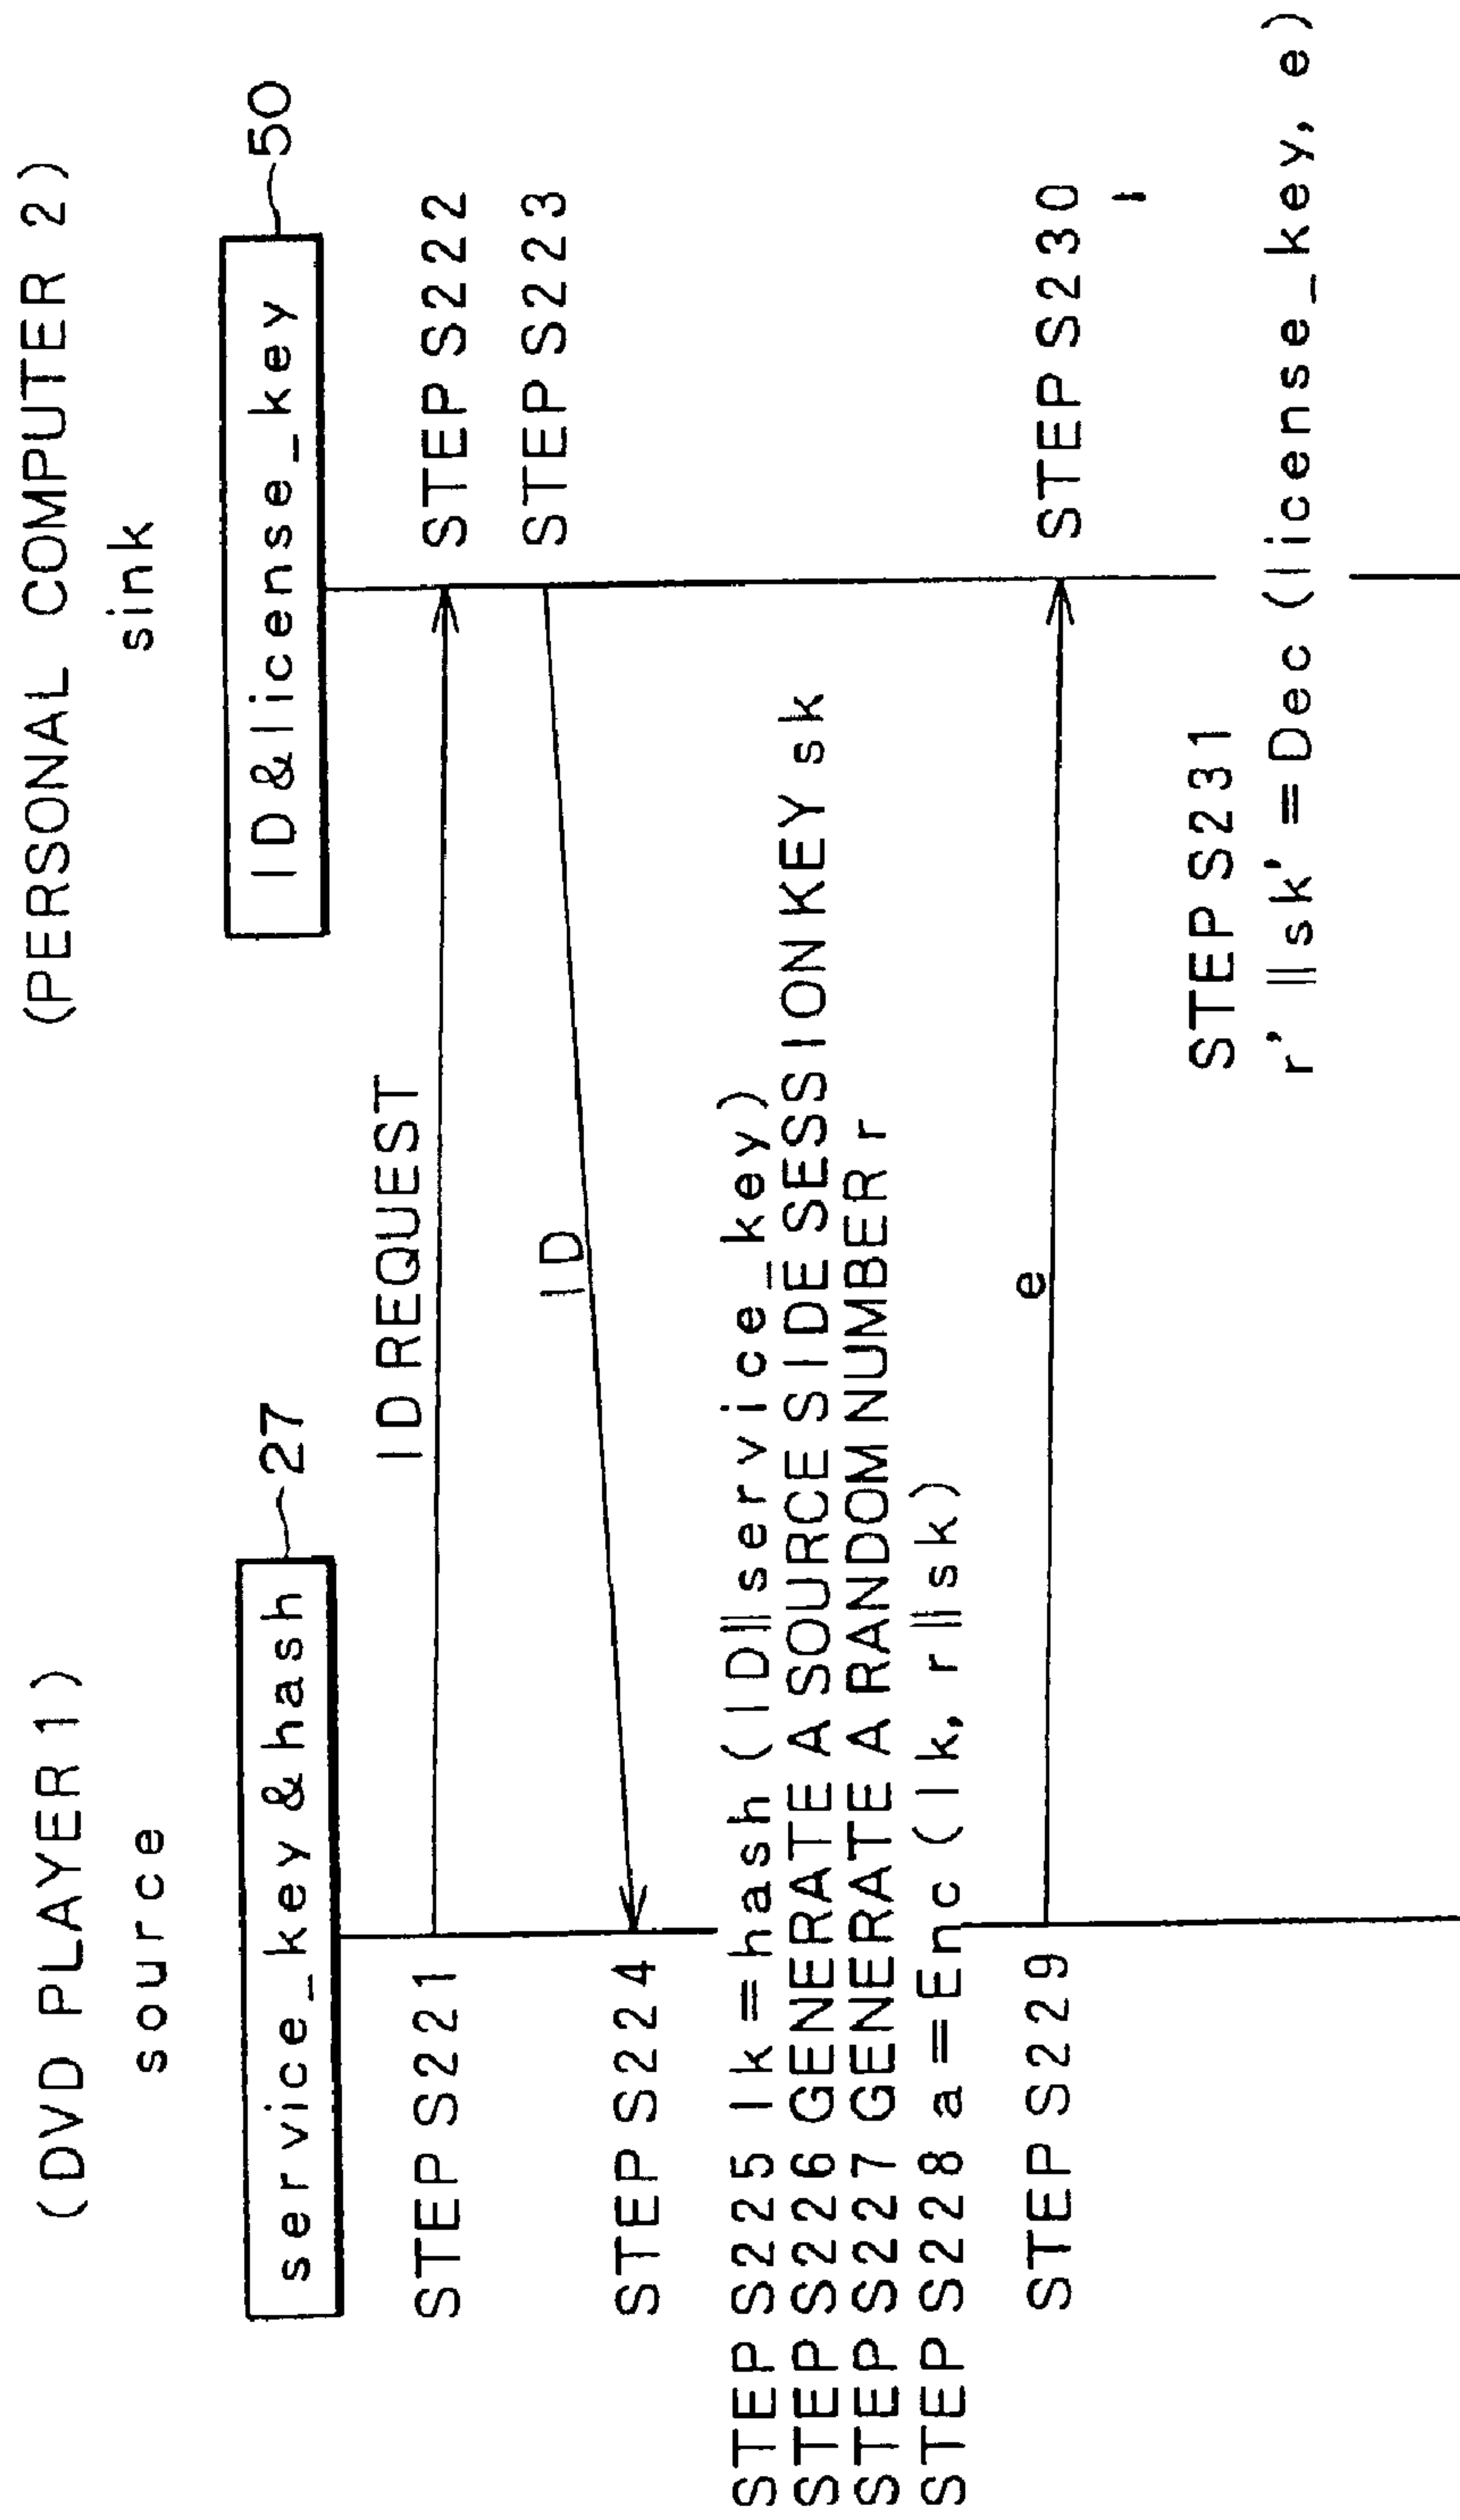 (DVD PLAYER 1)
(PERSONAL COMPUTER 2)
source
sink
service_key & hash
27
ID & license_key
50
STEP S221
ID REQUEST
STEP S222
STEP S223
ID
STEP S224
STEP S225 lk = hash (ID||service_key)
STEP S226 GENERATE A SOURCE SIDE SESSION KEY sk
STEP S227 GENERATE A RANDOM NUMBER r
STEP S228 a = Enc (lk, r||sk)
STEP S229
e
STEP S230
STEP S231
r' ||sk' = Dec (license_key, e)